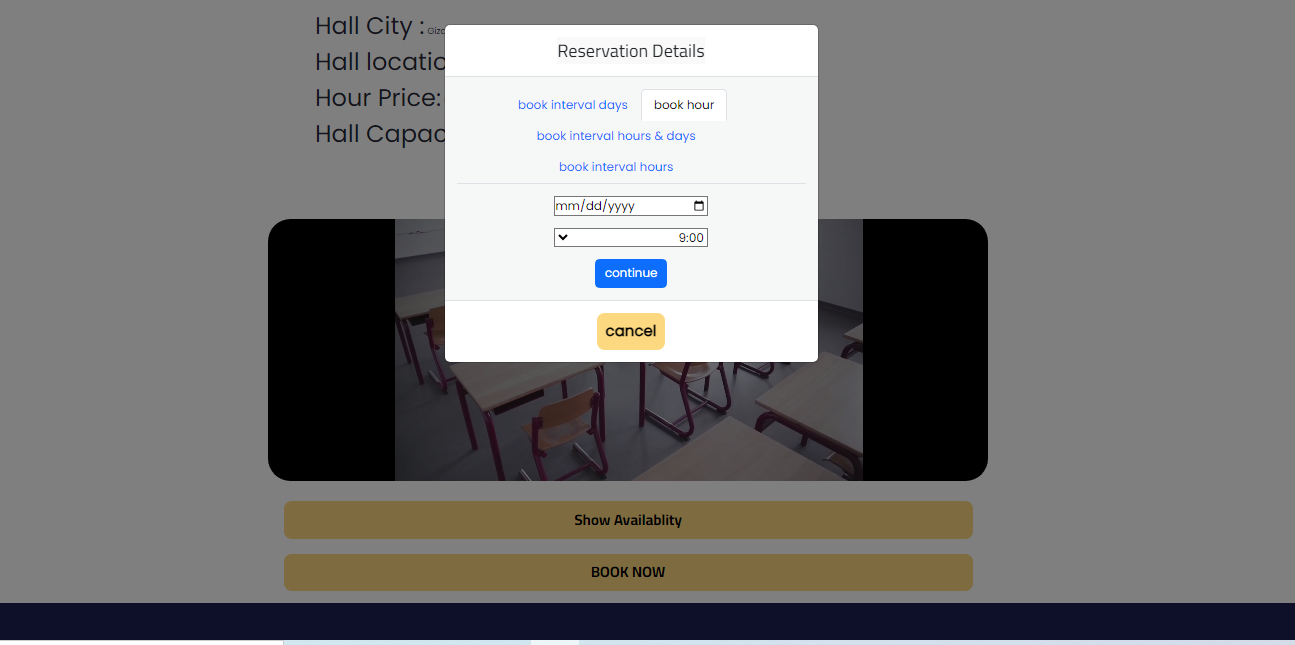 Hall City : Giza
Hall locatio
Hour Price:
Hall Capac
Reservation Details
book interval days
book hour
book interval hours & days
book interval hours
mm/dd/yyyy
9:00
continue
cancel
Show Availablity
BOOK NOW